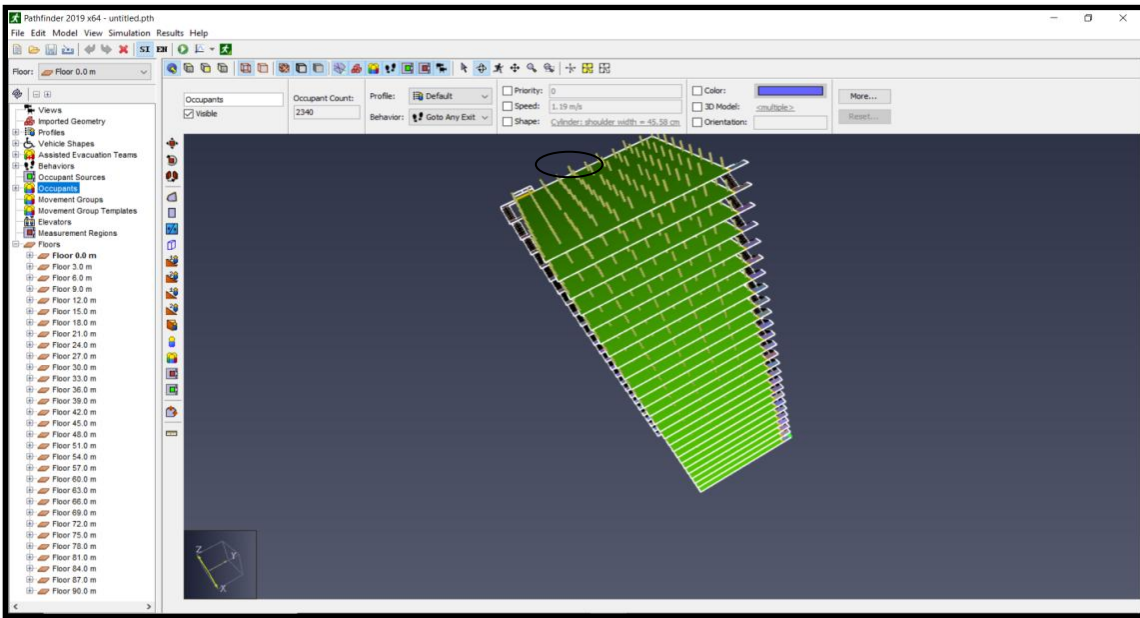 Pathfinder 2019 x64 - untitled.pth
File Edit Model View Simulation Results Help
SI EN
Floor: Floor 0.0 m
Occupants
Visible
Occupant Count:
2340
Profile: Default
Behavior: Goto Any Exit
Priority: 0
Speed: 1.19 m/s
Shape: Cylinder; shoulder width = 45.58 cm
Color:
3D Model: <multiple>
Orientation:
More...
Reset...
Views
Imported Geometry
Profiles
Vehicle Shapes
Assisted Evacuation Teams
Behaviors
Occupant Sources
Occupants
Movement Groups
Movement Group Templates
Elevators
Measurement Regions
Floors
Floor 0.0 m
Floor 3.0 m
Floor 6.0 m
Floor 9.0 m
Floor 12.0 m
Floor 15.0 m
Floor 18.0 m
Floor 21.0 m
Floor 24.0 m
Floor 27.0 m
Floor 30.0 m
Floor 33.0 m
Floor 36.0 m
Floor 39.0 m
Floor 42.0 m
Floor 45.0 m
Floor 48.0 m
Floor 51.0 m
Floor 54.0 m
Floor 57.0 m
Floor 60.0 m
Floor 63.0 m
Floor 66.0 m
Floor 69.0 m
Floor 72.0 m
Floor 75.0 m
Floor 78.0 m
Floor 81.0 m
Floor 84.0 m
Floor 87.0 m
Floor 90.0 m
Z
Y
X